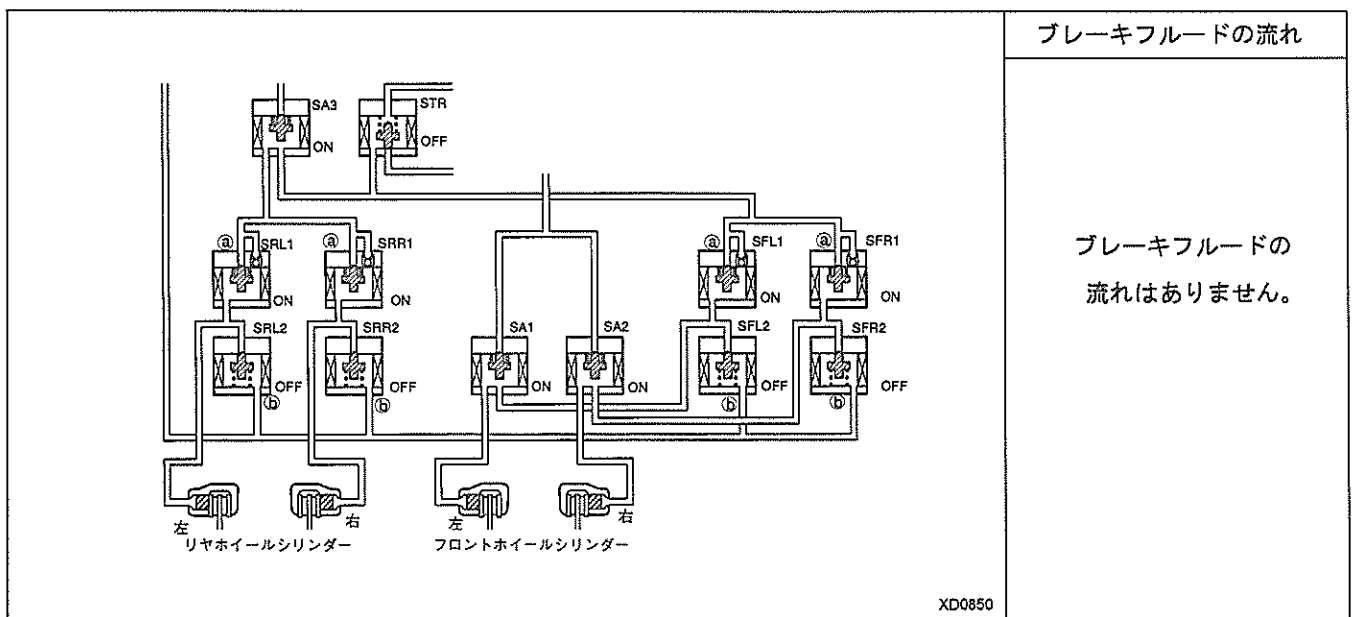 ブレーキフルードの流れ
SA3
STR
ON
OFF
ⓐ
SRL1
ⓐ
SRR1
ⓐ
SFL1
ⓐ
SFR1
ON
ON
ON
ON
SRL2
SRR2
SA1
SA2
SFL2
SFR2
OFF
OFF
ON
ON
OFF
OFF
ⓑ
ⓑ
ⓑ
ⓑ
左
右
左
右
リヤホイールシリンダー
フロントホイールシリンダー
ブレーキフルードの
流れはありません。
XD0850